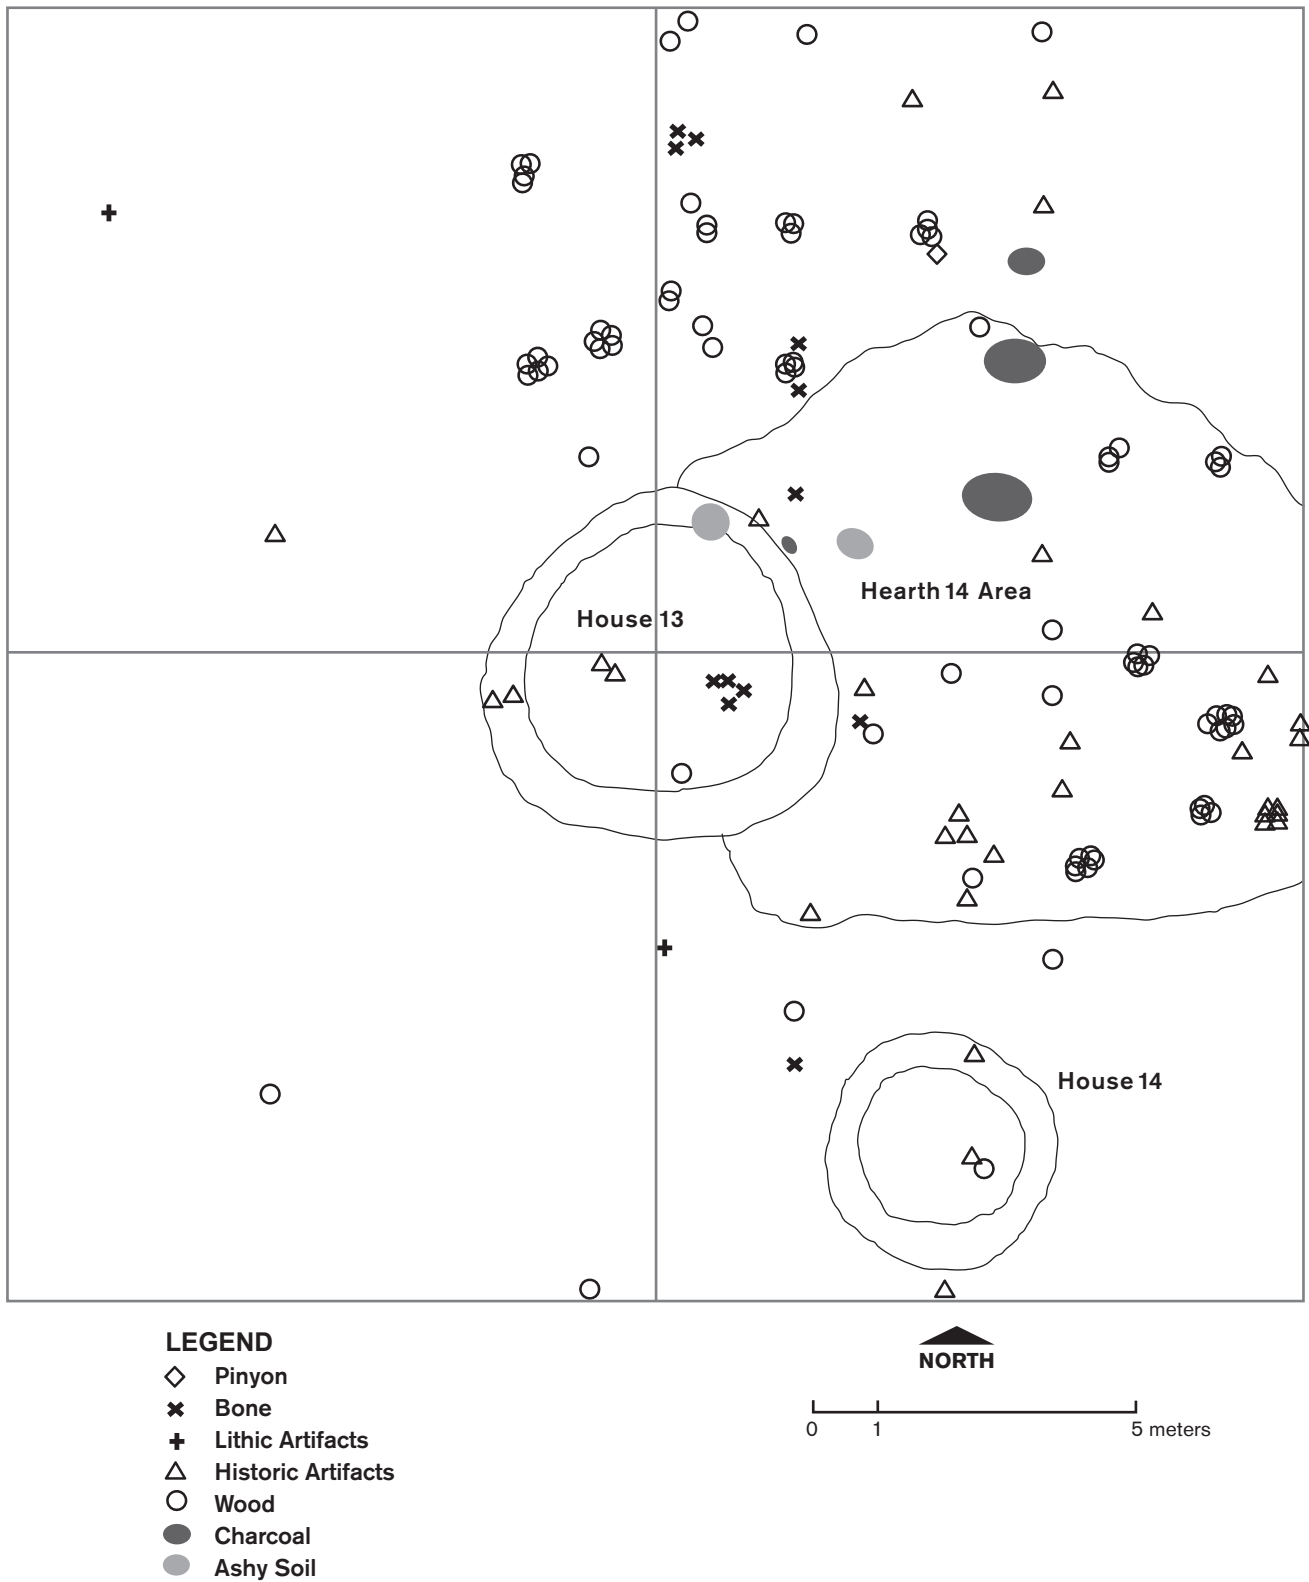 Hearth 14 Area
House 13
House 14
LEGEND
Pinyon
Bone
Lithic Artifacts
Historic Artifacts
Wood
Charcoal
Ashy Soil
NORTH
0 1 5 meters